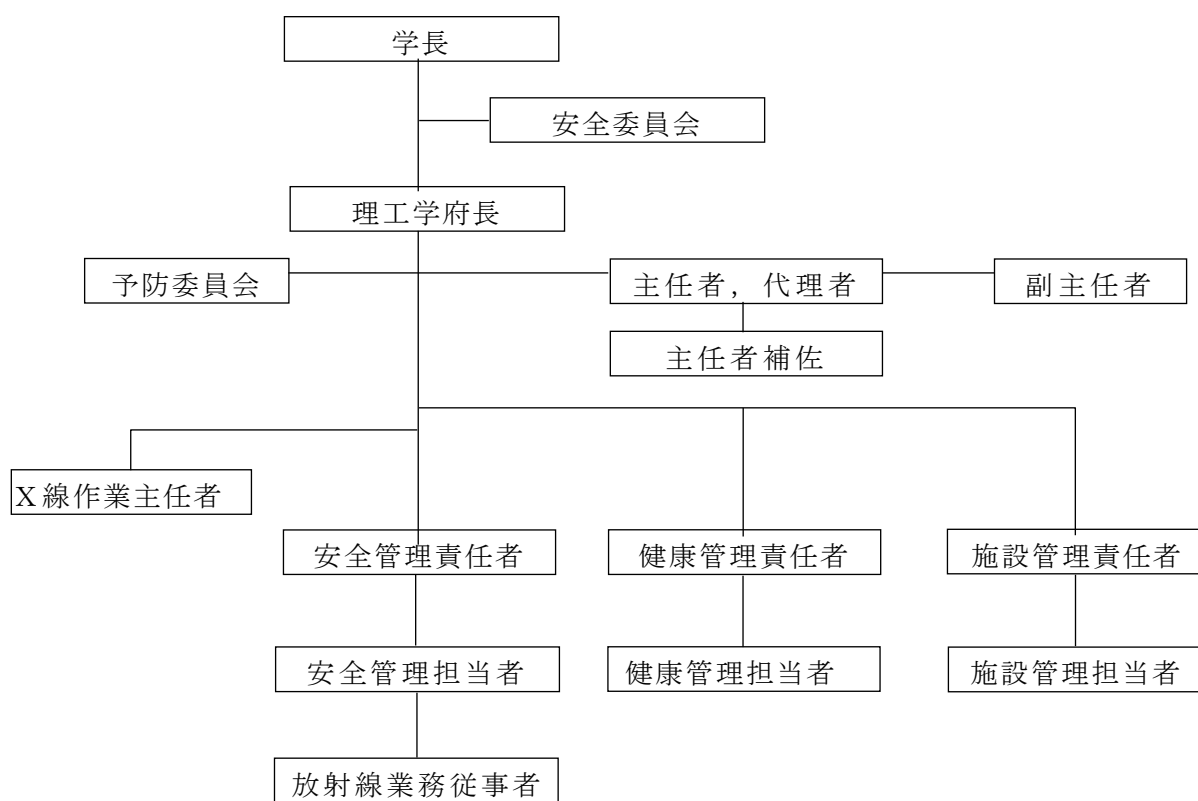 学長
安全委員会
理工学府長
予防委員会
主任者，代理者
副主任者
主任者補佐
X線作業主任者
安全管理責任者
健康管理責任者
施設管理責任者
安全管理担当者
健康管理担当者
施設管理担当者
放射線業務従事者